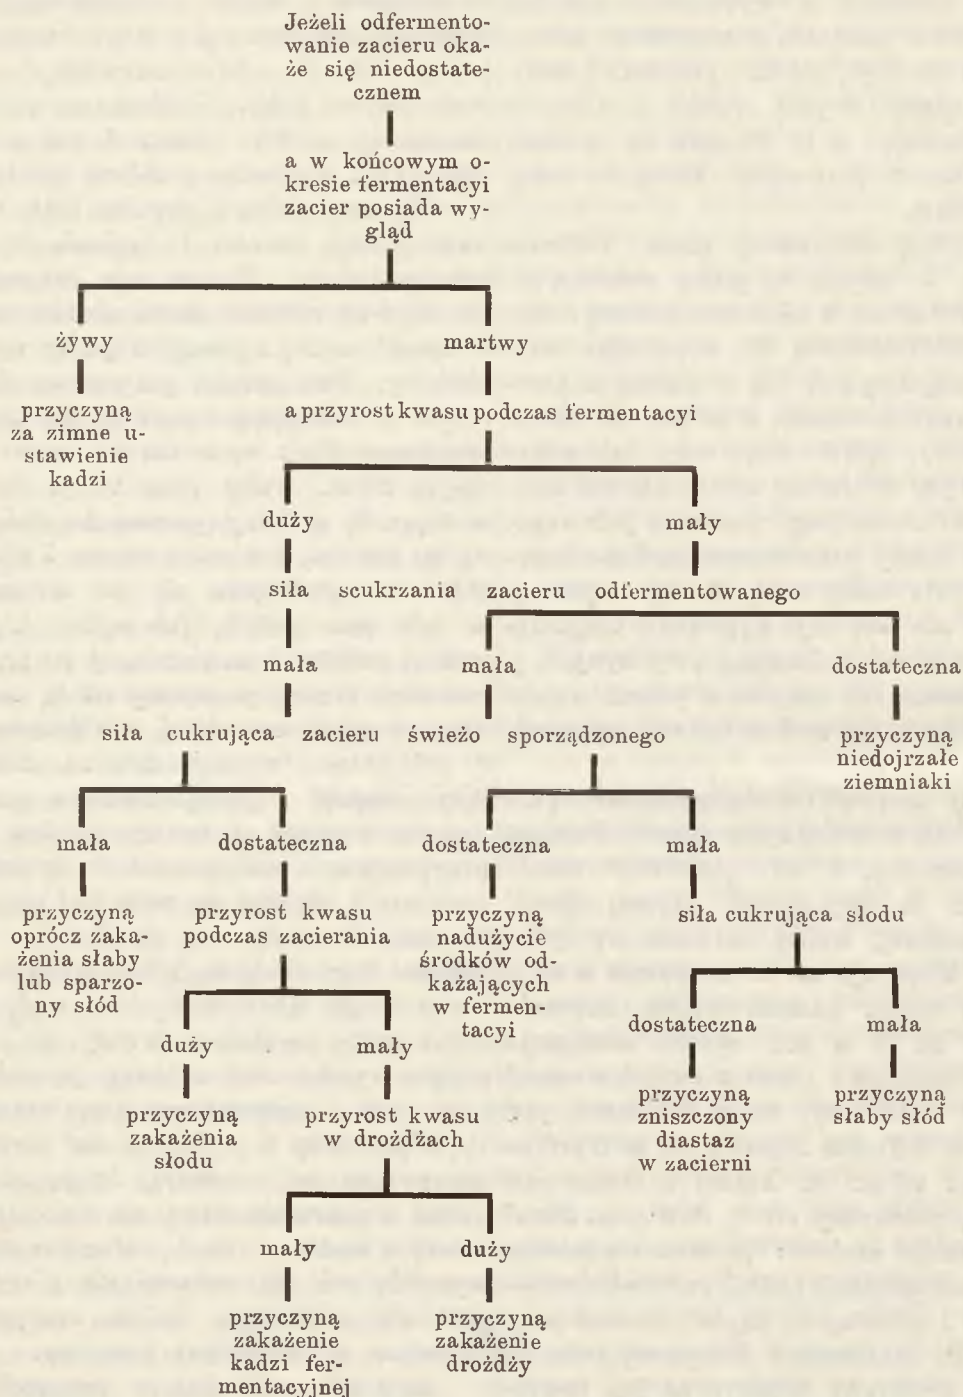 Jeżeli odfermento-
wanie zacieru oka-
że się niedostate-
cznem
a w końcowym o-
kresie fermentacyi
zacier posiada wy-
gląd
żywy
martwy
przyczyną
za zimne u-
stawienie
kadzi
a przyrost kwasu podczas fermentacyi
duży
mały
siła scukrzania zacieru odfermentowanego
mała
mała
dostateczna
siła cukrująca zacieru świeżo sporządzonego
przyczyną
niedojrzałe
ziemniaki
mała
dostateczna
dostateczna
mała
przyczyną
oprócz zaka-
żenia słaby
lub sparzo-
ny słód
przyrost kwasu
podczas zacierania
przyczyną
nadużycie
środków od-
każających
w fermen-
tacyi
siła cukrująca słodu
duży
mały
dostateczna
mała
przyczyną
zakażenia
słodu
przyrost kwasu
w drożdżach
przyczyną
zniszczony
diastaz
w zacierni
przyczyną
słaby słód
mały
duży
przyczyną
zakażenie
kadzi fer-
mentacyjnej
przyczyną
zakażenie
drożdży